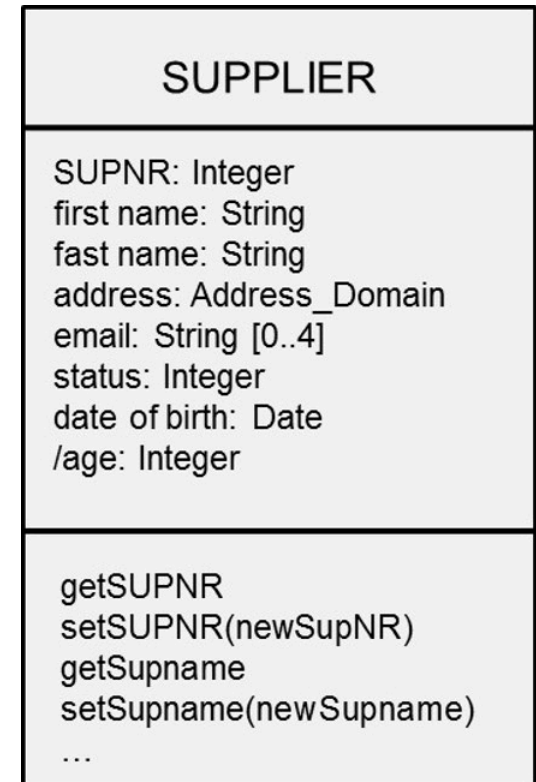 SUPPLIER
SUPNR: Integer
first name: String
fast name: String
address: Address_Domain
email: String [0..4]
status: Integer
date of birth: Date
/age: Integer
getSUPNR
setSUPNR(newSupNR)
getSupname
setSupname(newSupname)
...